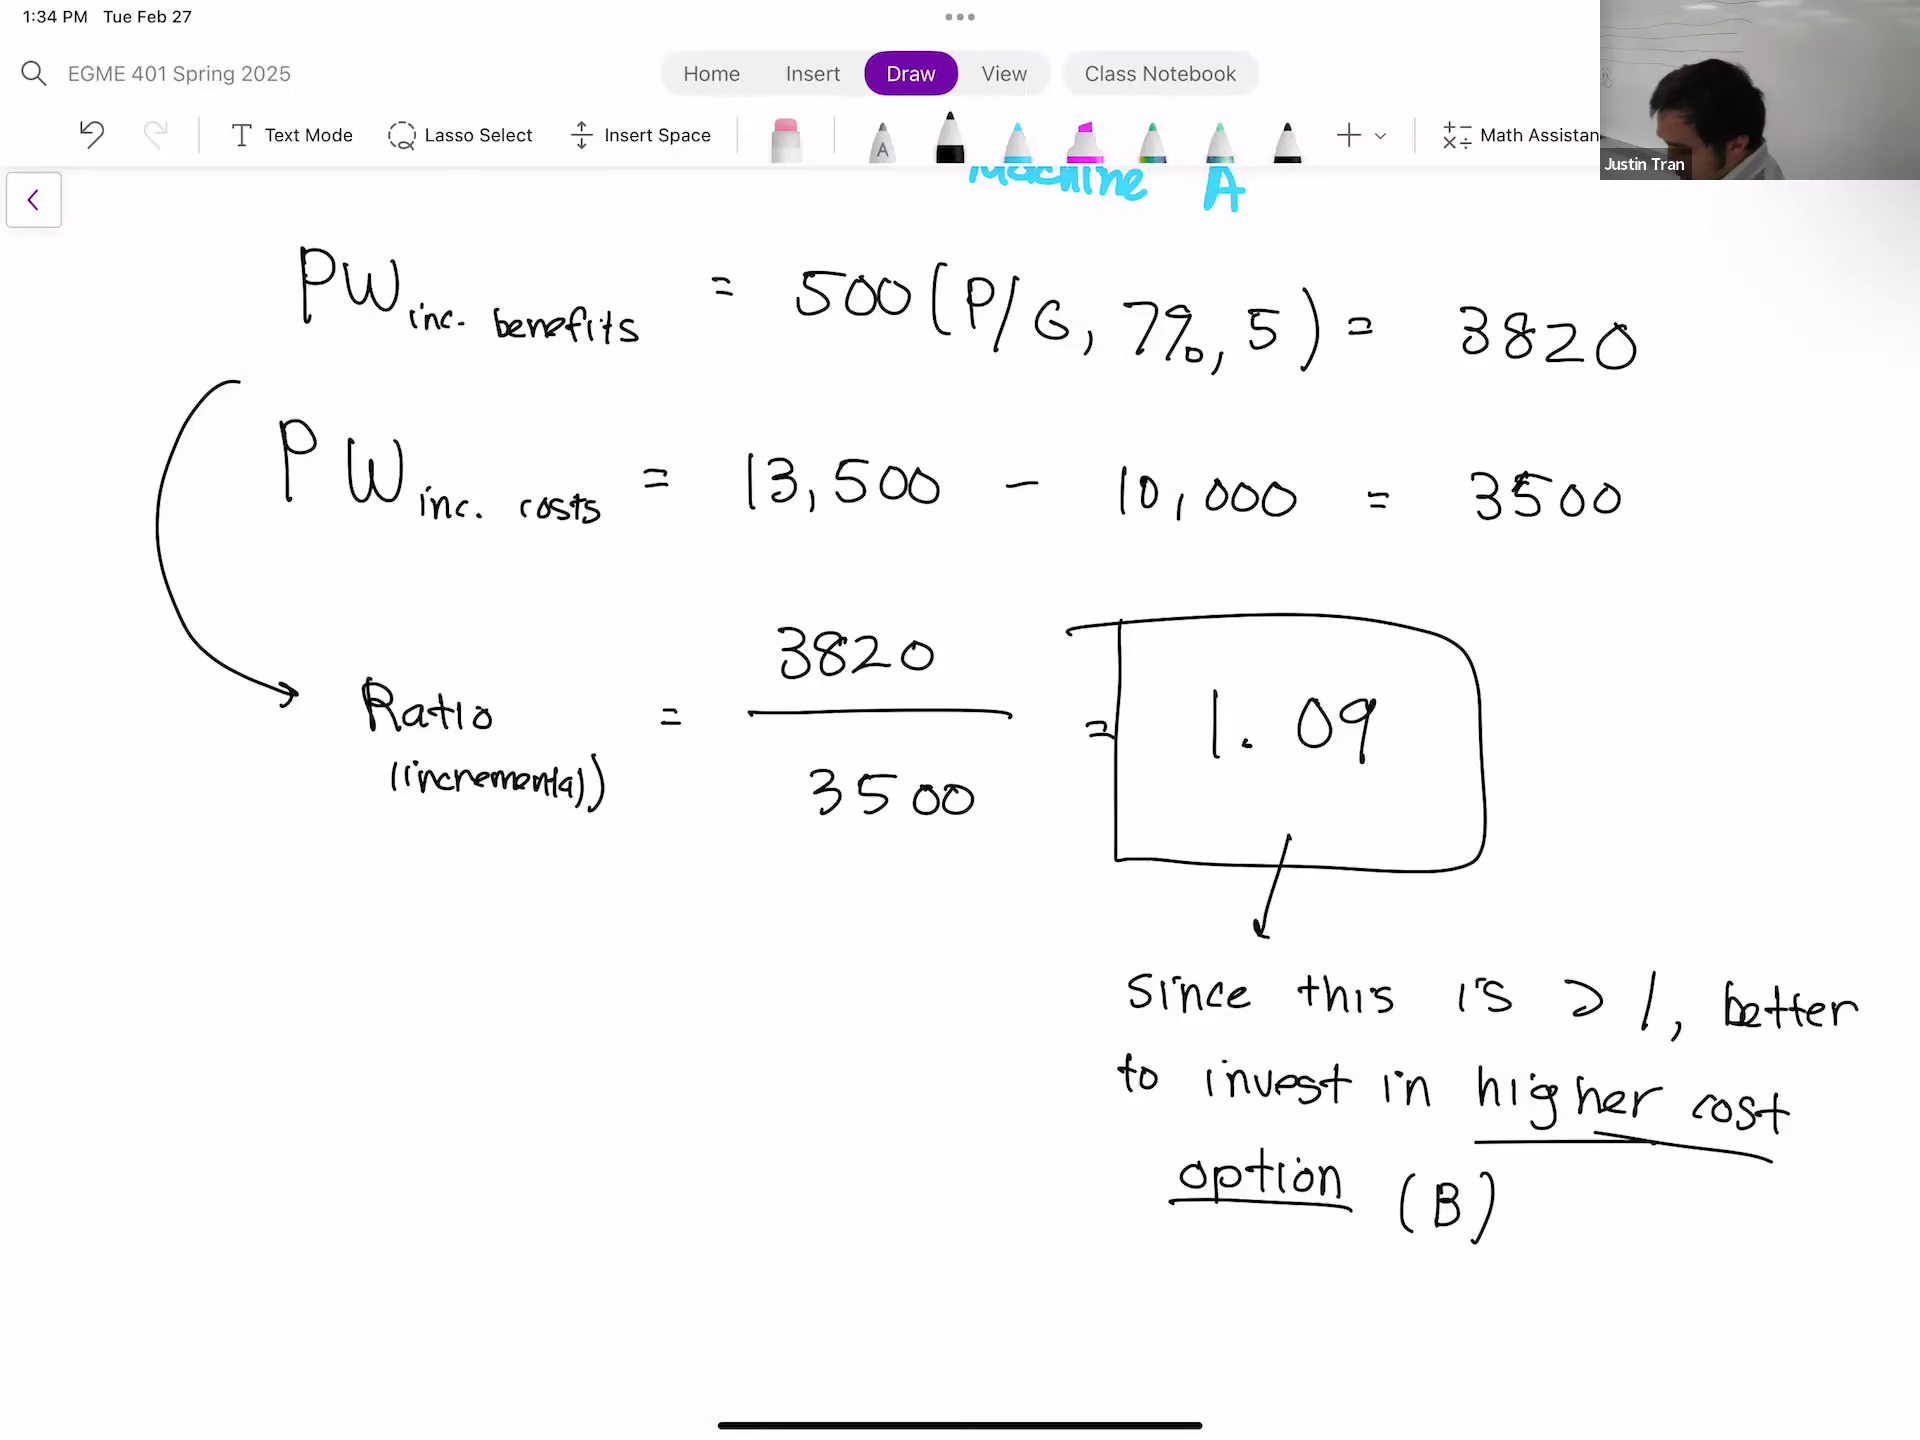 1:34 PM Tue Feb 27
EGME 401 Spring 2025
Home Insert Draw View Class Notebook
Text Mode Lasso Select Insert Space A Math Assistan
Justin Tran
Machine A
PW inc. benefits = 500 (P/G, 7%, 5) = 3820
PW inc. costs = 13,500 - 10,000 = 3500
Ratio (incremental) = 3820 / 3500 = 1.09
since this is > 1, better
to invest in higher cost
option (B)